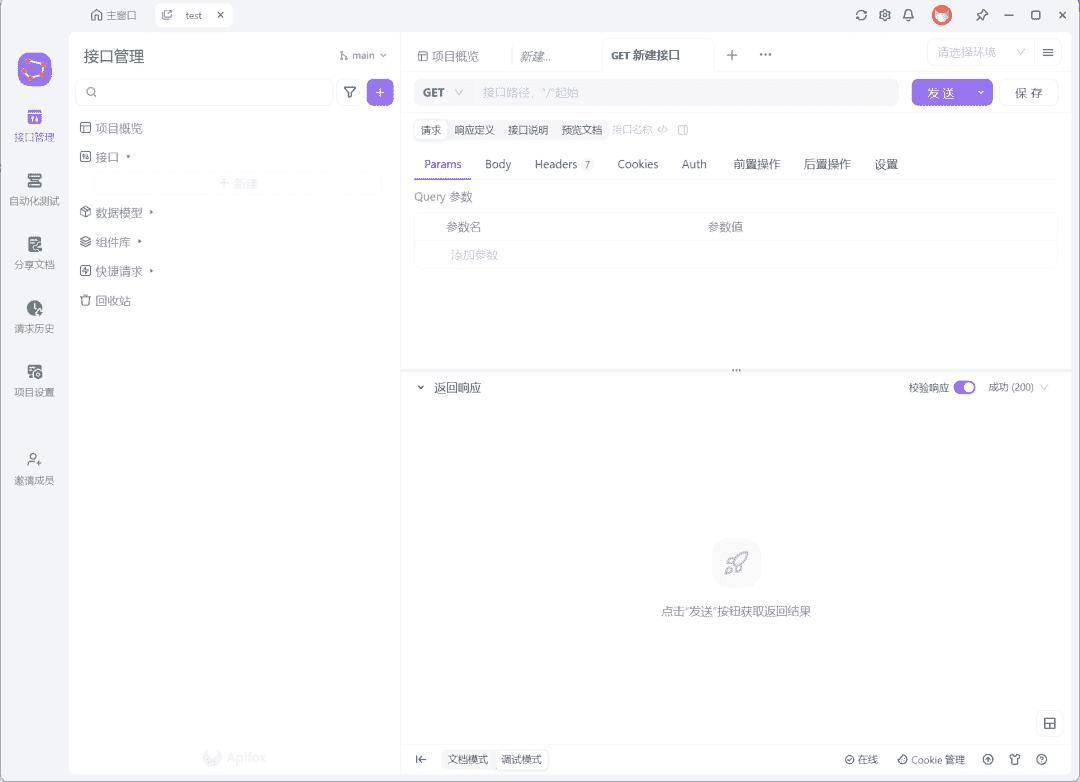 主窗口
test
接口管理
main
项目概览
新建...
GET 新建接口
请选择环境
GET
接口路径，"/"起始
发送
保存
接口管理
自动化测试
分享文档
请求历史
项目设置
邀请成员
项目概览
接口
新建
数据模型
组件库
快捷请求
回收站
请求
响应定义
接口说明
预览文档
接口名称
Params
Body
Headers 7
Cookies
Auth
前置操作
后置操作
设置
Query 参数
参数名
参数值
添加参数
返回响应
校验响应
成功 (200)
点击"发送"按钮获取返回结果
Apifox
文档模式
调试模式
在线
Cookie 管理